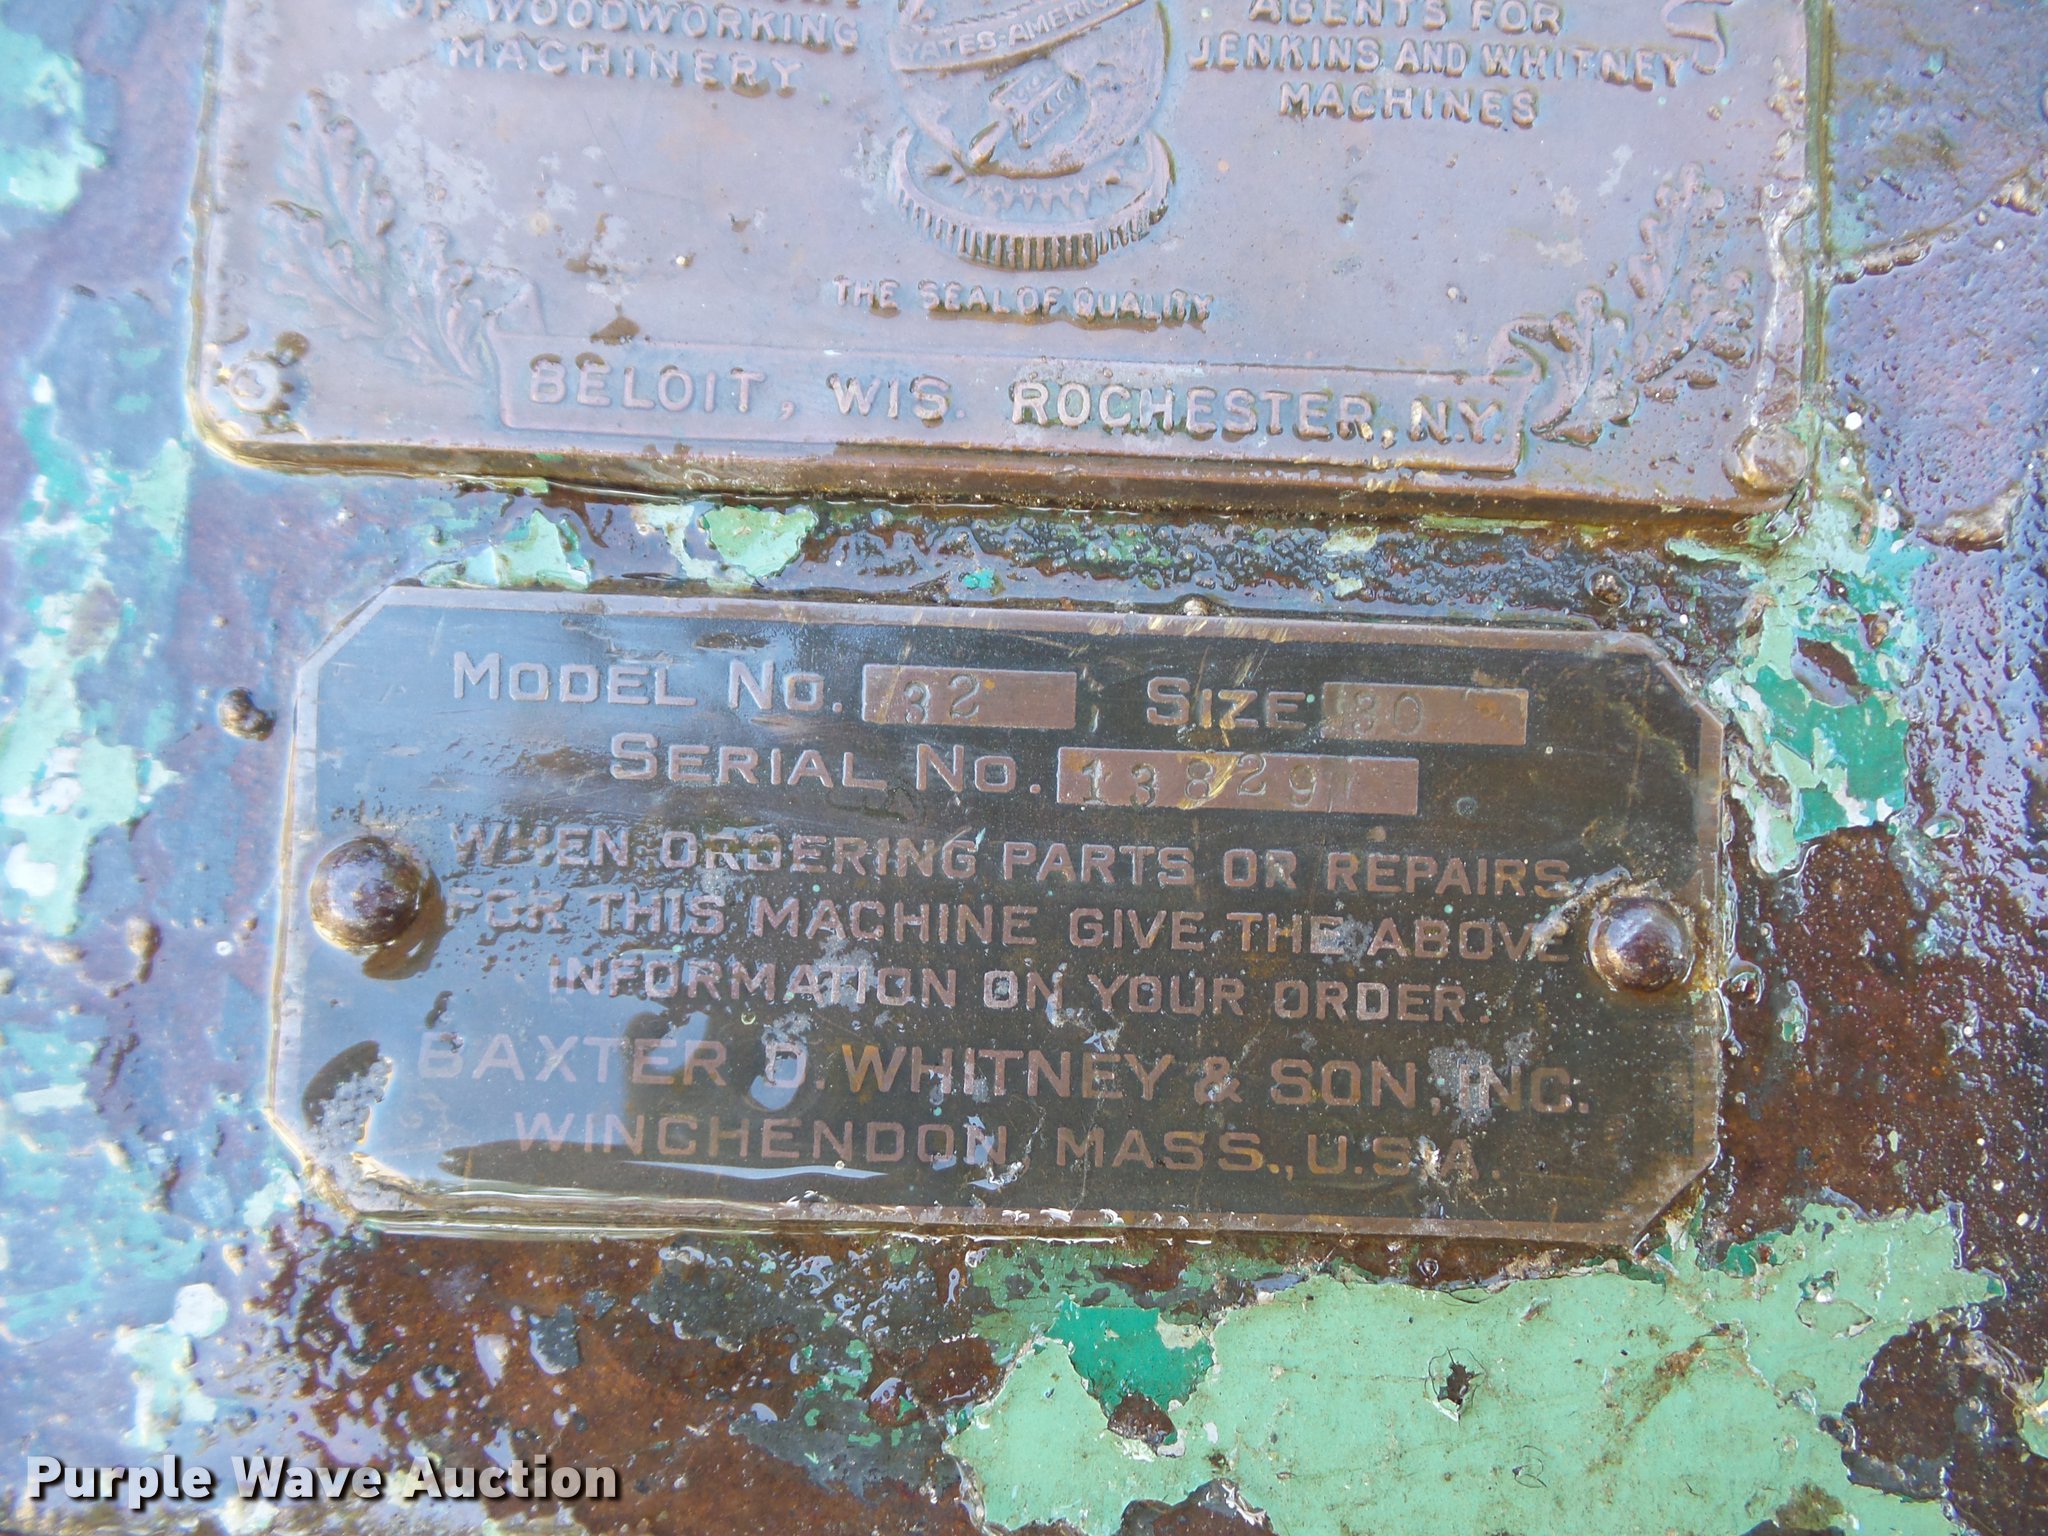 OF WOODWORKING
MACHINERY
YATES-AMERICAN
AGENTS FOR
JENKINS AND WHITNEY
MACHINES
THE SEAL OF QUALITY
BELOIT, WIS. ROCHESTER, N.Y.
MODEL NO. 32 SIZE 30
SERIAL NO. 13829
WHEN ORDERING PARTS OR REPAIRS
FOR THIS MACHINE GIVE THE ABOVE
INFORMATION ON YOUR ORDER.
BAXTER D. WHITNEY & SON, INC.
WINCHENDON, MASS., U.S.A.
Purple Wave Auction